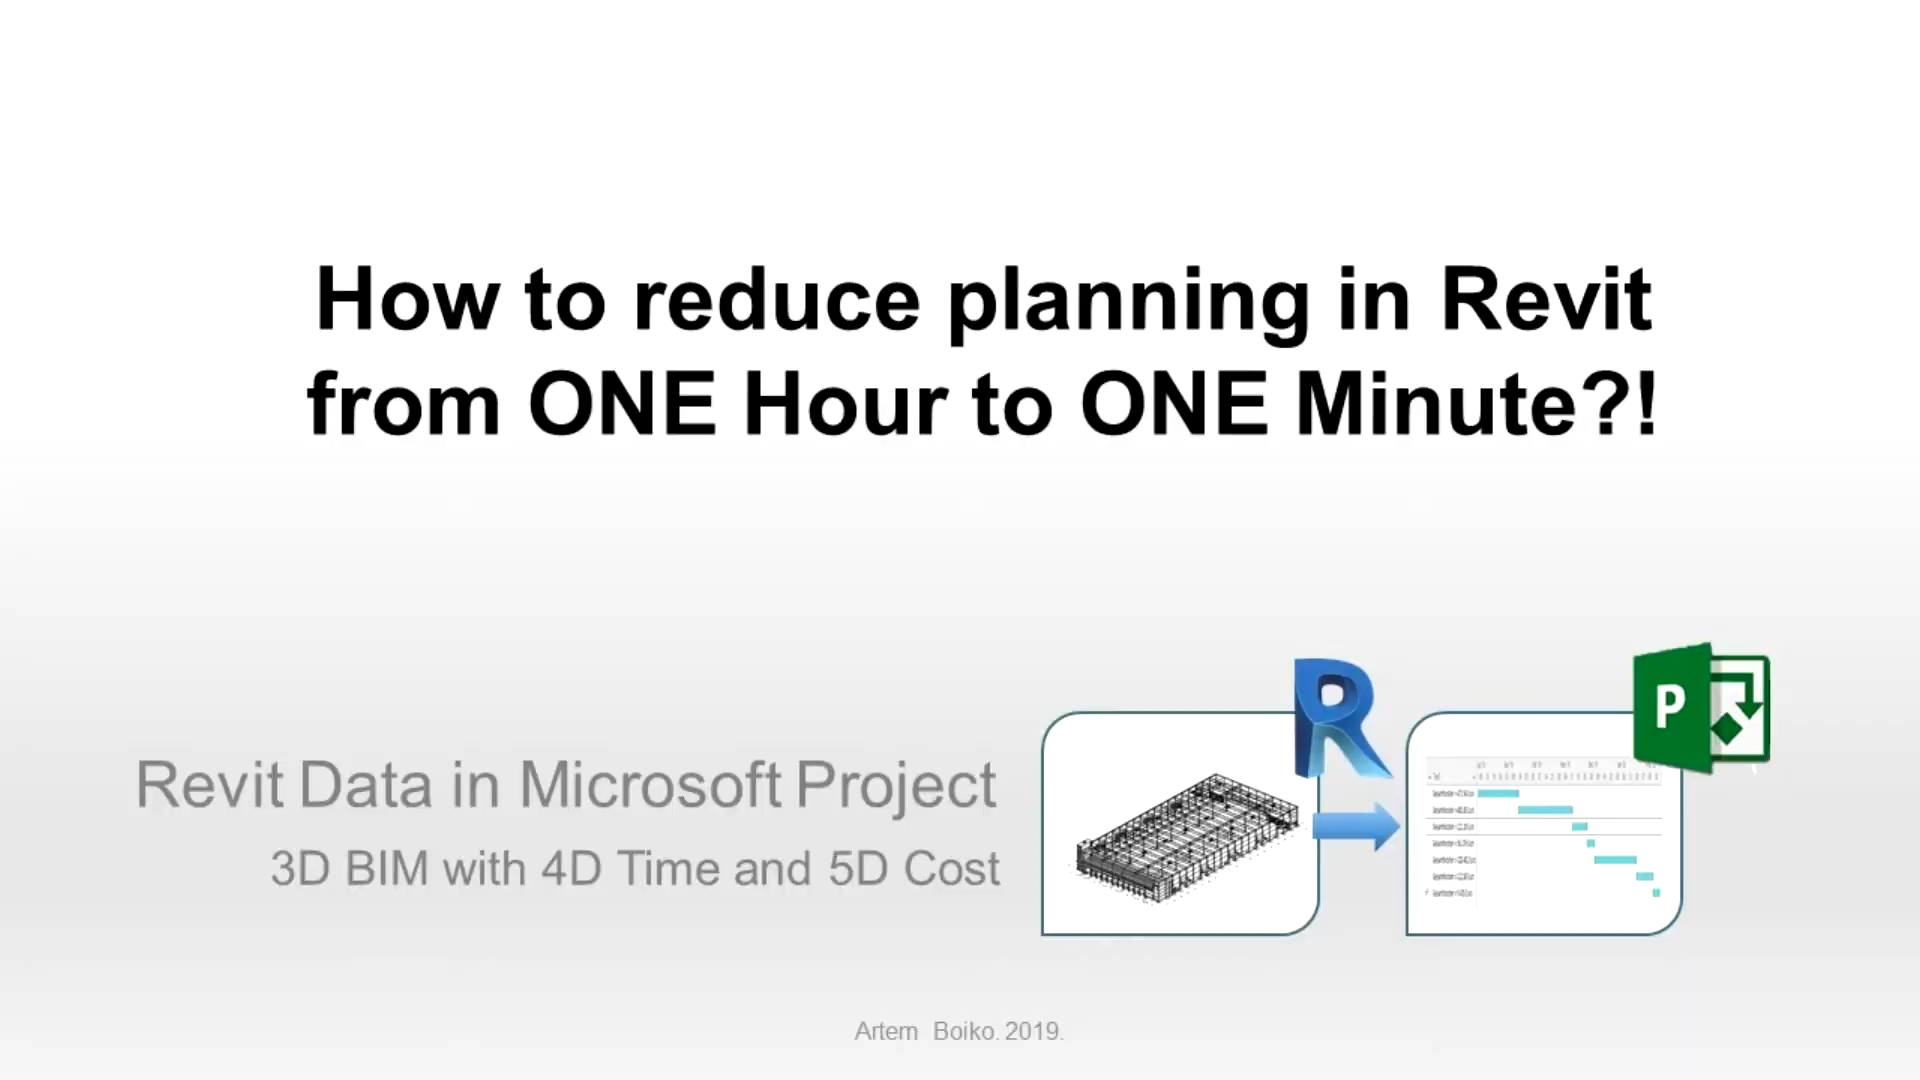 How to reduce planning in Revit
from ONE Hour to ONE Minute?!
Revit Data in Microsoft Project
3D BIM with 4D Time and 5D Cost
R
P
Artem Boiko. 2019.